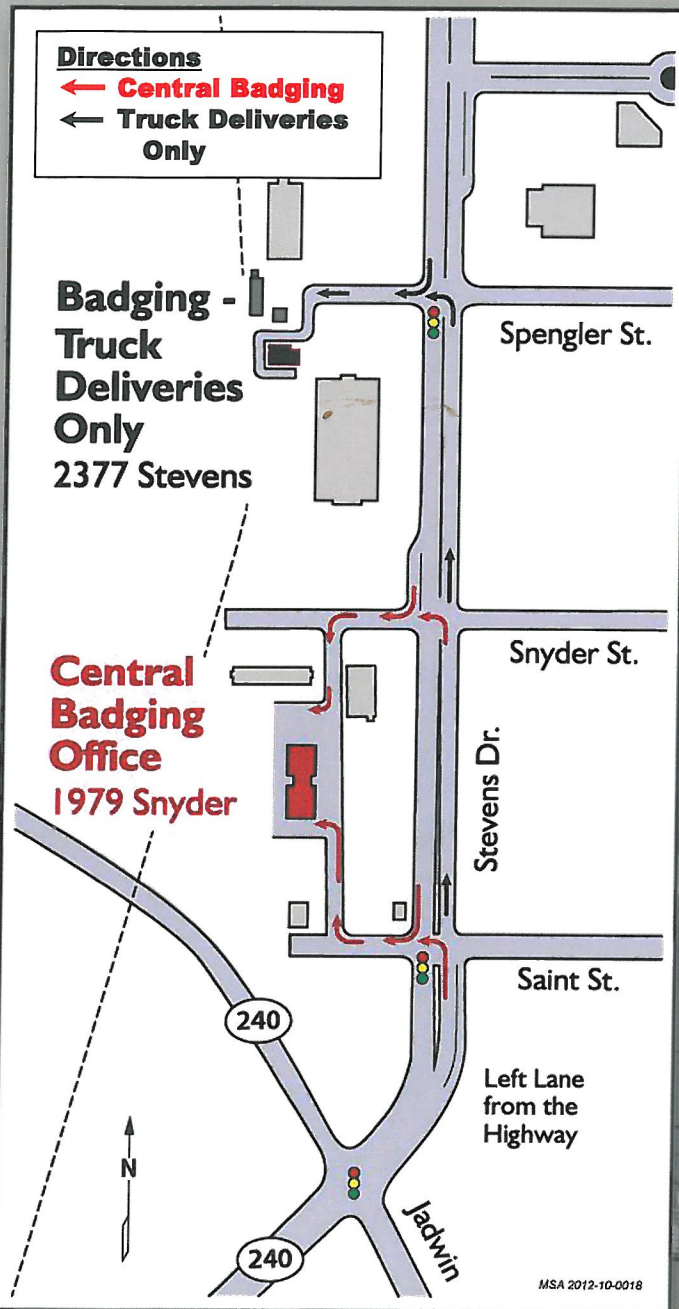 Directions
Central Badging
Truck Deliveries
Only
Badging -
Truck
Deliveries
Only
2377 Stevens
Spengler St.
Snyder St.
Central
Badging
Office
1979 Snyder
Stevens Dr.
Saint St.
240
Left Lane
from the
Highway
N
240
Jadwin
MSA 2012-10-0018